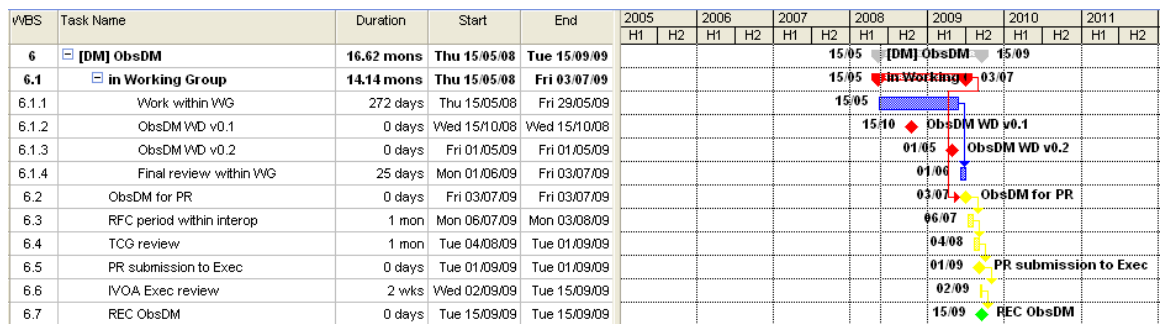 WBS Task Name Duration Start End 2005 2006 2007 2008 2009 2010 2011
H1 H2 H1 H2 H1 H2 H1 H2 H1 H2 H1 H2 H1 H2
6 [DM] ObsDM 16.62 mons Thu 15/05/08 Tue 15/09/09 15/05 [DM] ObsDM 15/09
6.1 in Working Group 14.14 mons Thu 15/05/08 Fri 03/07/09 15/05 in Working 03/07
6.1.1 Work within WG 272 days Thu 15/05/08 Fri 29/05/09 15/05
6.1.2 ObsDM WD v0.1 0 days Wed 15/10/08 Wed 15/10/08 15/10 ObsDM WD v0.1
6.1.3 ObsDM WD v0.2 0 days Fri 01/05/09 Fri 01/05/09 01/05 ObsDM WD v0.2
6.1.4 Final review within WG 25 days Mon 01/06/09 Fri 03/07/09 01/06
6.2 ObsDM for PR 0 days Fri 03/07/09 Fri 03/07/09 03/07 ObsDM for PR
6.3 RFC period within interop 1 mon Mon 06/07/09 Mon 03/08/09 06/07
6.4 TCG review 1 mon Tue 04/08/09 Tue 01/09/09 04/08
6.5 PR submission to Exec 0 days Tue 01/09/09 Tue 01/09/09 01/09 PR submission to Exec
6.6 IVOA Exec review 2 wks Wed 02/09/09 Tue 15/09/09 02/09
6.7 REC ObsDM 0 days Tue 15/09/09 Tue 15/09/09 15/09 REC ObsDM